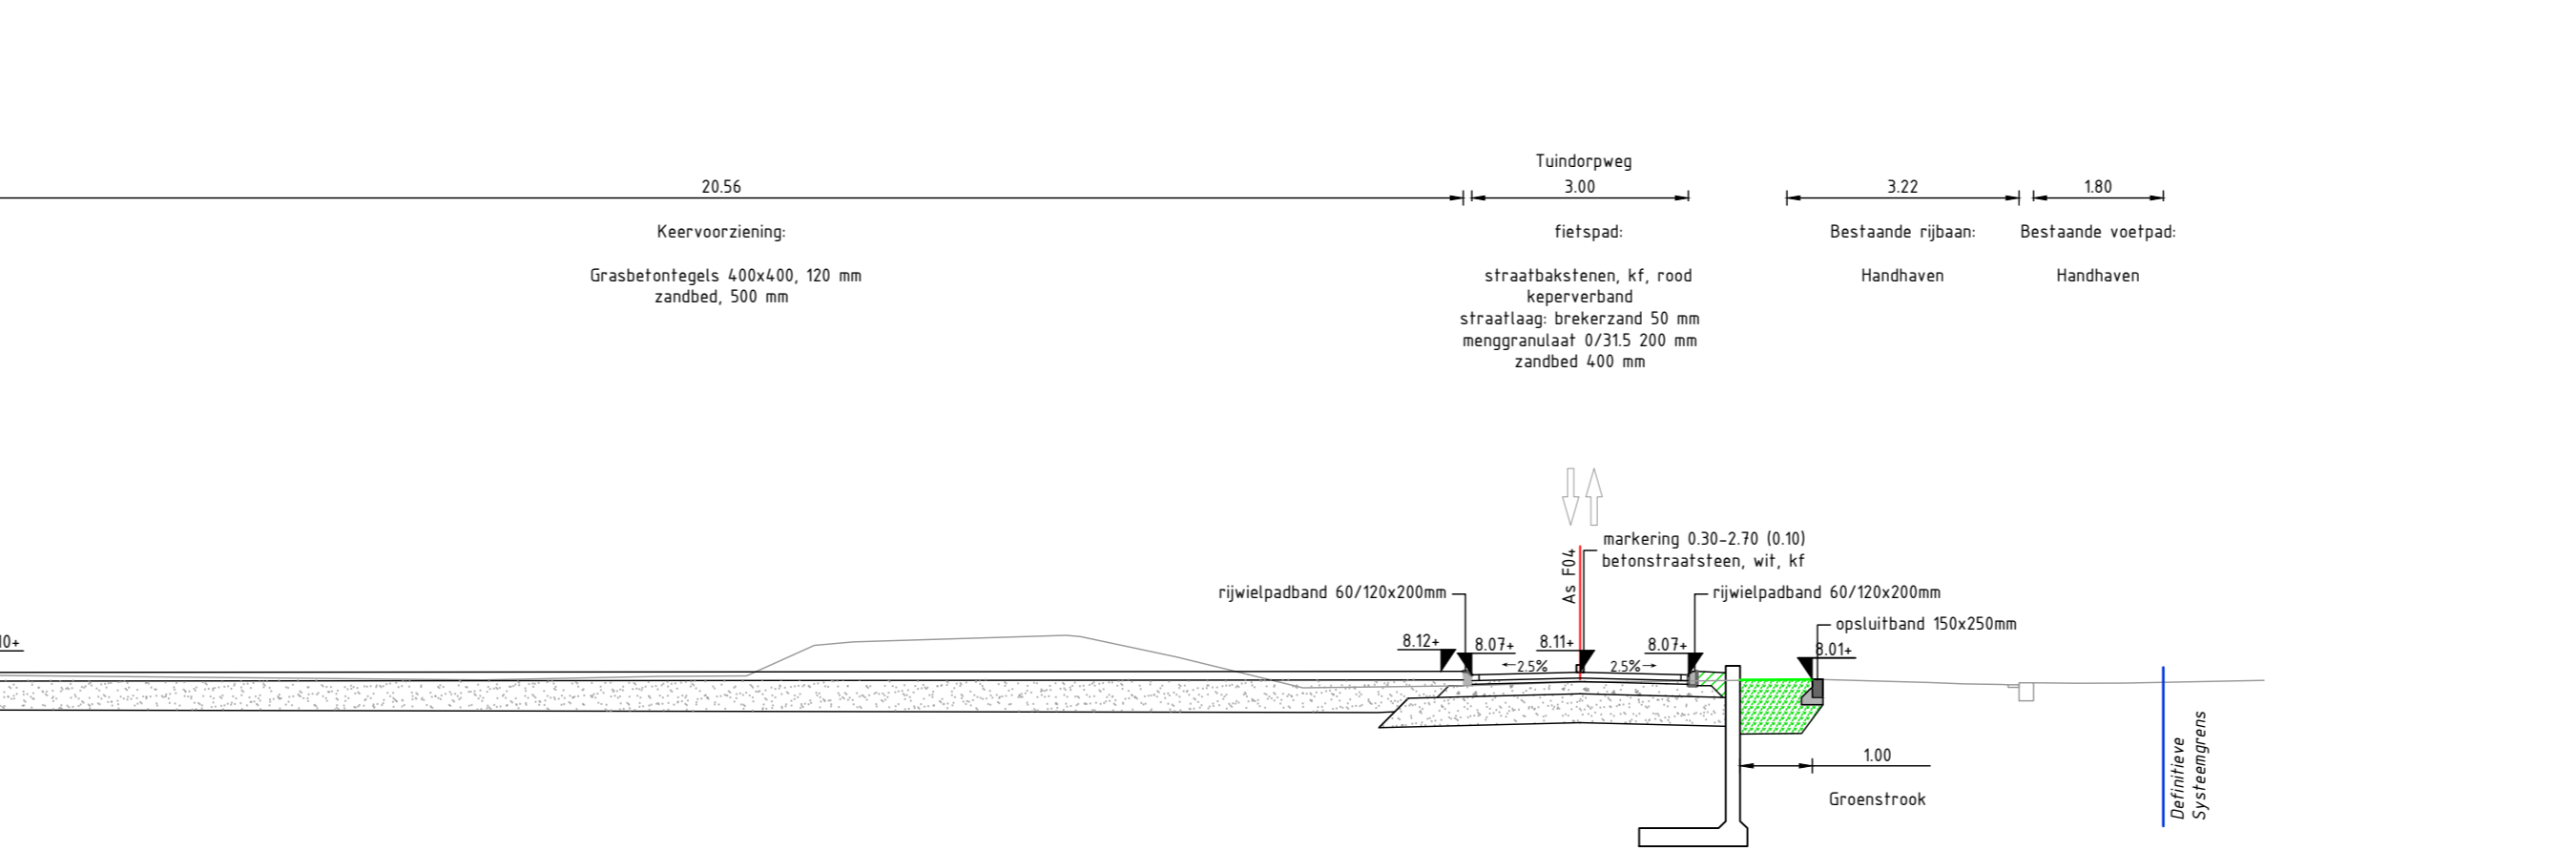 Tuindorpweg
20.56
3.00
3.22
1.80
Keervoorziening:
fietspad:
Bestaande rijbaan:
Bestaande voetpad:
Grasbetontegels 400x400, 120 mm
zandbed, 500 mm
straatbakstenen, kf, rood
keperverband
straatlaag: brekerzand 50 mm
menggranulaat 0/31.5 200 mm
zandbed 400 mm
Handhaven
Handhaven
markering 0.30-2.70 (0.10)
betonstraatsteen, wit, kf
As F04
rijwielpadband 60/120x200mm
rijwielpadband 60/120x200mm
opsluitband 150x250mm
10+
8.12+
8.07+
8.11+
8.07+
8.01+
←2.5%
2.5%→
1.00
Groenstrook
Definitieve
Systeemgrens